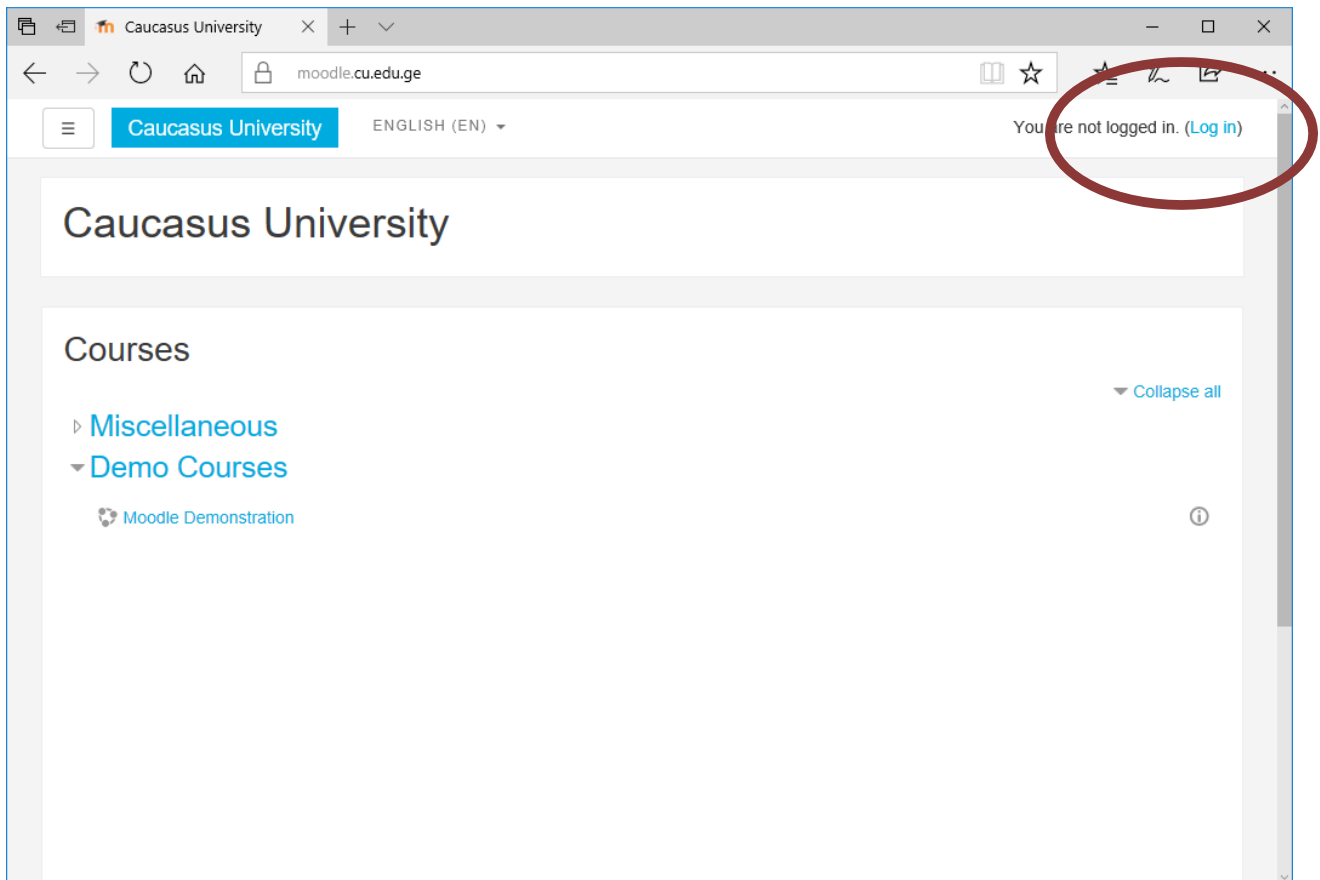 Caucasus University
moodle.cu.edu.ge
Caucasus University
ENGLISH (EN)
You are not logged in. (Log in)
Caucasus University
Courses
Collapse all
Miscellaneous
Demo Courses
Moodle Demonstration